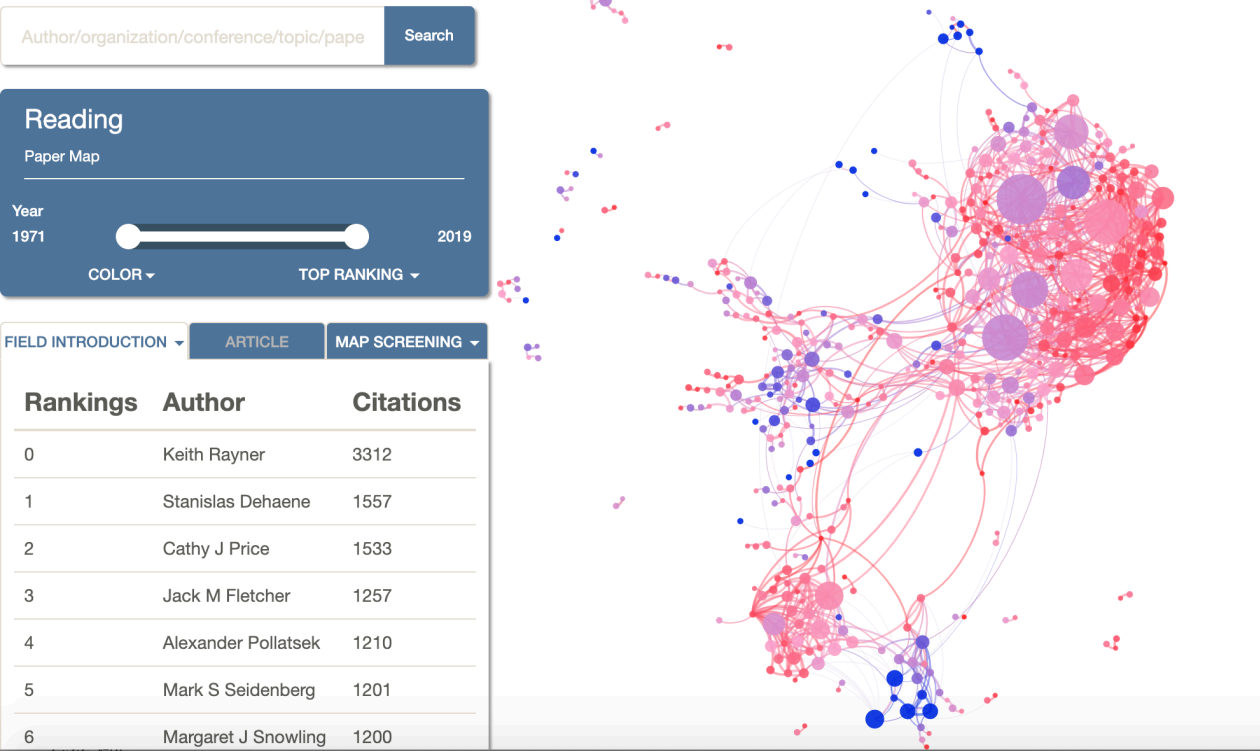 Author/organization/conference/topic/pape
Search
Reading
Paper Map
Year
1971
2019
COLOR
TOP RANKING
FIELD INTRODUCTION
ARTICLE
MAP SCREENING
Rankings Author Citations
0 Keith Rayner 3312
1 Stanislas Dehaene 1557
2 Cathy J Price 1533
3 Jack M Fletcher 1257
4 Alexander Pollatsek 1210
5 Mark S Seidenberg 1201
6 Margaret J Snowling 1200